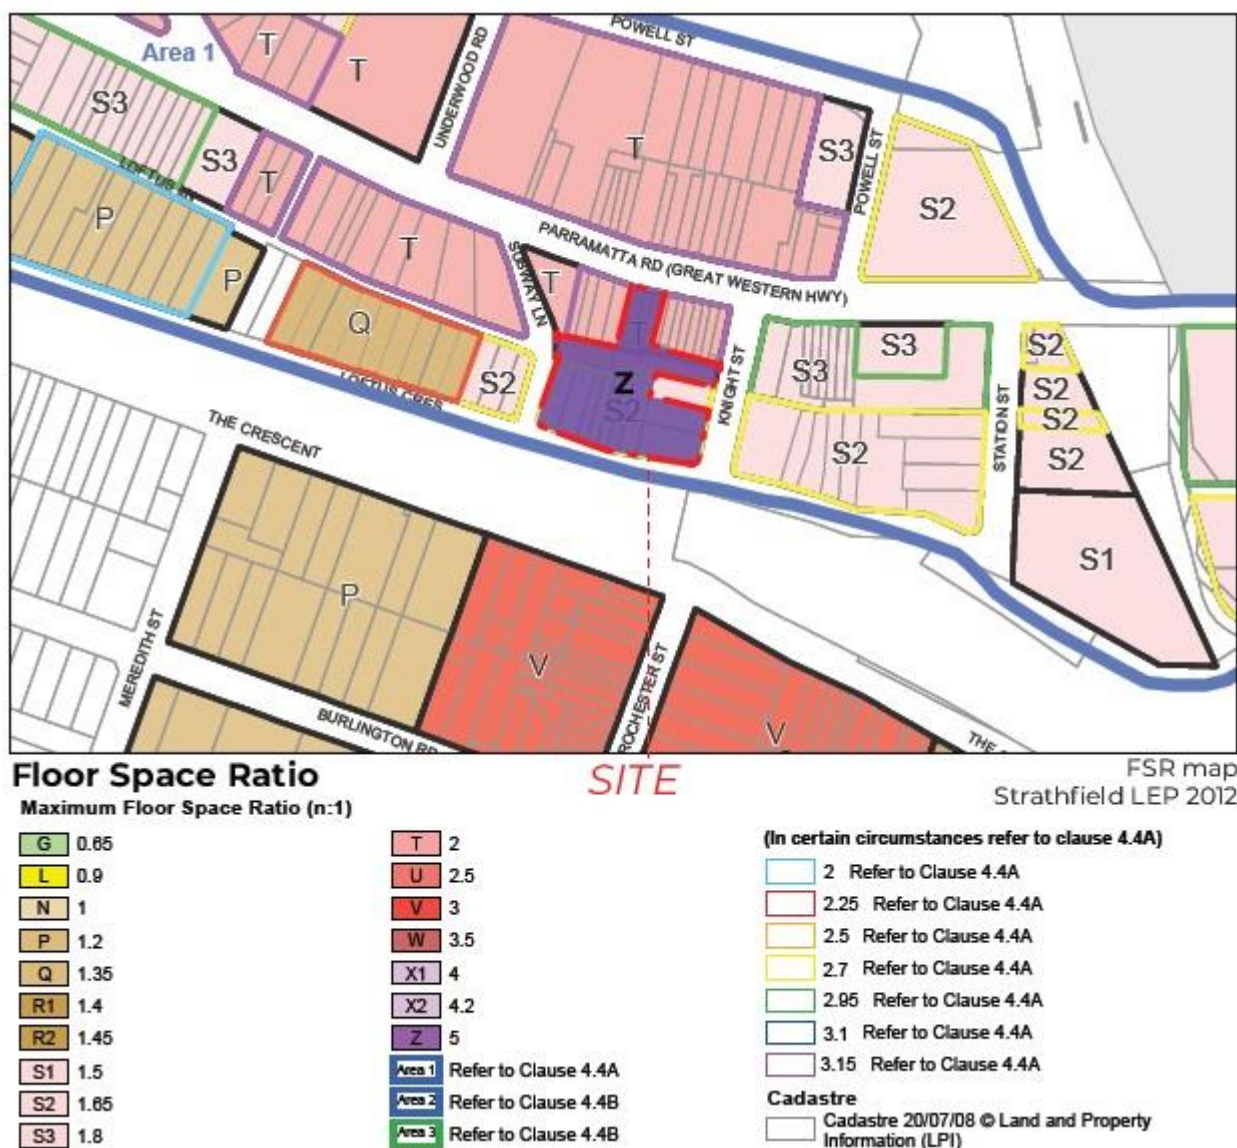 POWELL ST
Area 1
T
T
UNDERWOOD RD
S3
T
S3
POWELL ST
S2
LOFTUS LN
S3
T
P
T
PARRAMATTA RD (GREAT WESTERN HWY)
P
SUBWAY LN
T
T
Q
S2
LOFTUS CRES
Z
S2
KNIGHT ST
S3
S3
S2
STATION ST
S2
S2
S2
S2
S1
THE CRESCENT
P
V
MEREDITH ST
BURLINGTON RD
ROCHESTER ST
V
THE
Floor Space Ratio
SITE
FSR map
Strathfield LEP 2012
Maximum Floor Space Ratio (n:1)
G 0.65
L 0.9
N 1
P 1.2
Q 1.35
R1 1.4
R2 1.45
S1 1.5
S2 1.65
S3 1.8
T 2
U 2.5
V 3
W 3.5
X1 4
X2 4.2
Z 5
Area 1 Refer to Clause 4.4A
Area 2 Refer to Clause 4.4B
Area 3 Refer to Clause 4.4B
(In certain circumstances refer to clause 4.4A)
2 Refer to Clause 4.4A
2.25 Refer to Clause 4.4A
2.5 Refer to Clause 4.4A
2.7 Refer to Clause 4.4A
2.95 Refer to Clause 4.4A
3.1 Refer to Clause 4.4A
3.15 Refer to Clause 4.4A
Cadastre
Cadastre 20/07/08 © Land and Property
Information (LPI)